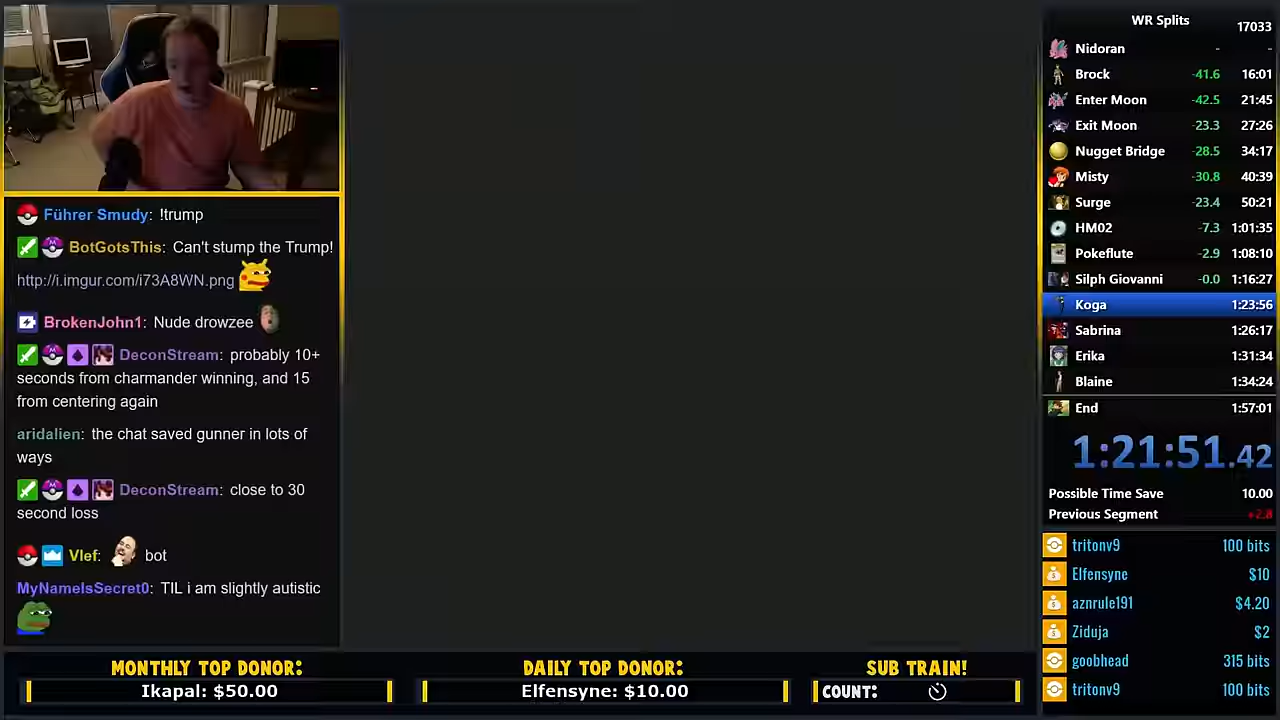 Führer Smudy: !trump
BotGotsThis: Can't stump the Trump!
http://i.imgur.com/i73A8WN.png
BrokenJohn1: Nude drowzee
DeconStream: probably 10+
seconds from charmander winning, and 15
from centering again
aridalien: the chat saved gunner in lots of
ways
DeconStream: close to 30
second loss
Vlef: bot
MyNameIsSecret0: TIL i am slightly autistic
WR Splits 17033
Nidoran - -
Brock -41.6 16:01
Enter Moon -42.5 21:45
Exit Moon -23.3 27:26
Nugget Bridge -28.5 34:17
Misty -30.8 40:39
Surge -23.4 50:21
HM02 -7.3 1:01:35
Pokeflute -2.9 1:08:10
Silph Giovanni -0.0 1:16:27
Koga 1:23:56
Sabrina 1:26:17
Erika 1:31:34
Blaine 1:34:24
End 1:57:01
1:21:51.42
Possible Time Save 10.00
Previous Segment +2.8
tritonv9 100 bits
Elfensyne $10
aznrule191 $4.20
Ziduja $2
goobhead 315 bits
tritonv9 100 bits
MONTHLY TOP DONOR:
Ikapal: $50.00
DAILY TOP DONOR:
Elfensyne: $10.00
SUB TRAIN!
COUNT: